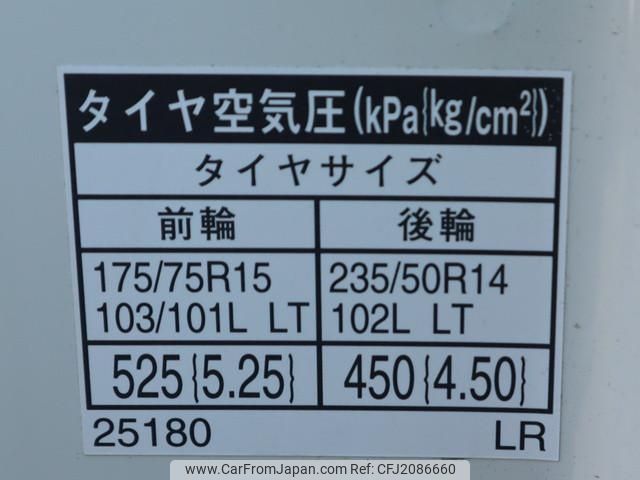 タイヤ空気圧(kPa{kg/cm²})
タイヤサイズ
前輪 後輪
175/75R15 235/50R14
103/101L LT 102L LT
525{5.25} 450{4.50}
25180 LR
www.CarFromJapan.com | Photo ID: CFJ2086660